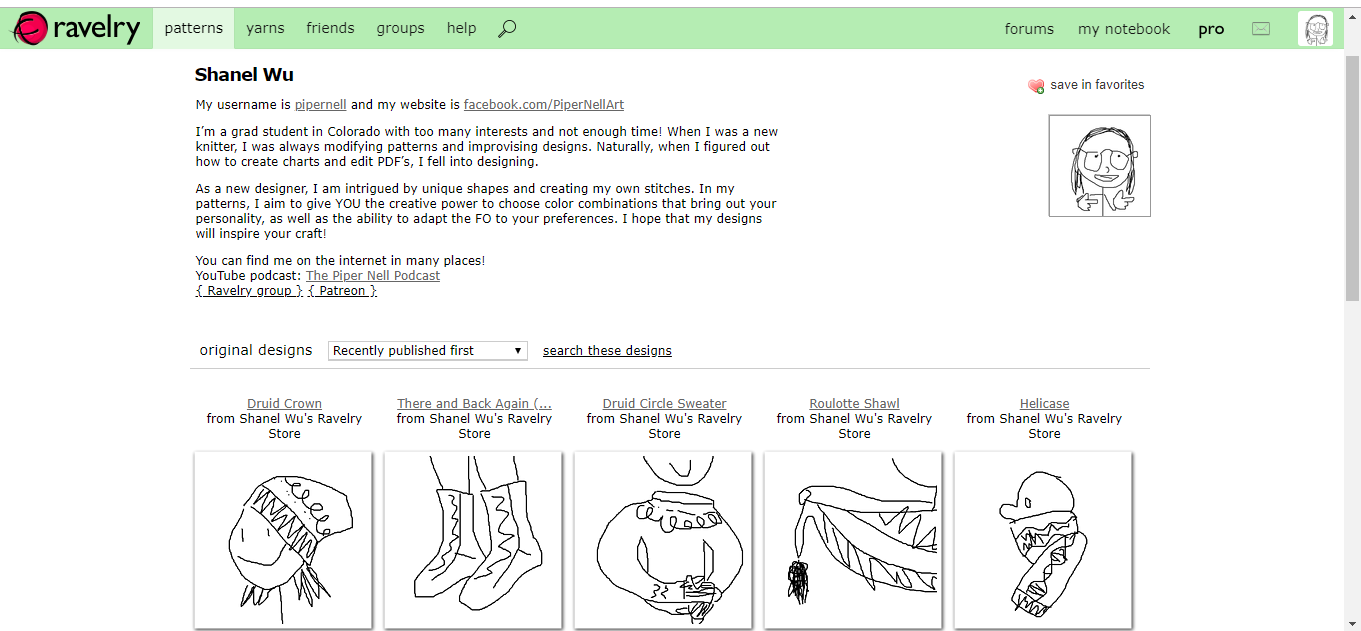 ravelry patterns yarns friends groups help forums my notebook pro
Shanel Wu
save in favorites
My username is pipernell and my website is facebook.com/PiperNellArt
I'm a grad student in Colorado with too many interests and not enough time! When I was a new
knitter, I was always modifying patterns and improvising designs. Naturally, when I figured out
how to create charts and edit PDF's, I fell into designing.
As a new designer, I am intrigued by unique shapes and creating my own stitches. In my
patterns, I aim to give YOU the creative power to choose color combinations that bring out your
personality, as well as the ability to adapt the FO to your preferences. I hope that my designs
will inspire your craft!
You can find me on the internet in many places!
YouTube podcast: The Piper Nell Podcast
{ Ravelry group } { Patreon }
original designs Recently published first search these designs
Druid Crown
from Shanel Wu's Ravelry
Store
There and Back Again (...
from Shanel Wu's Ravelry
Store
Druid Circle Sweater
from Shanel Wu's Ravelry
Store
Roulotte Shawl
from Shanel Wu's Ravelry
Store
Helicase
from Shanel Wu's Ravelry
Store